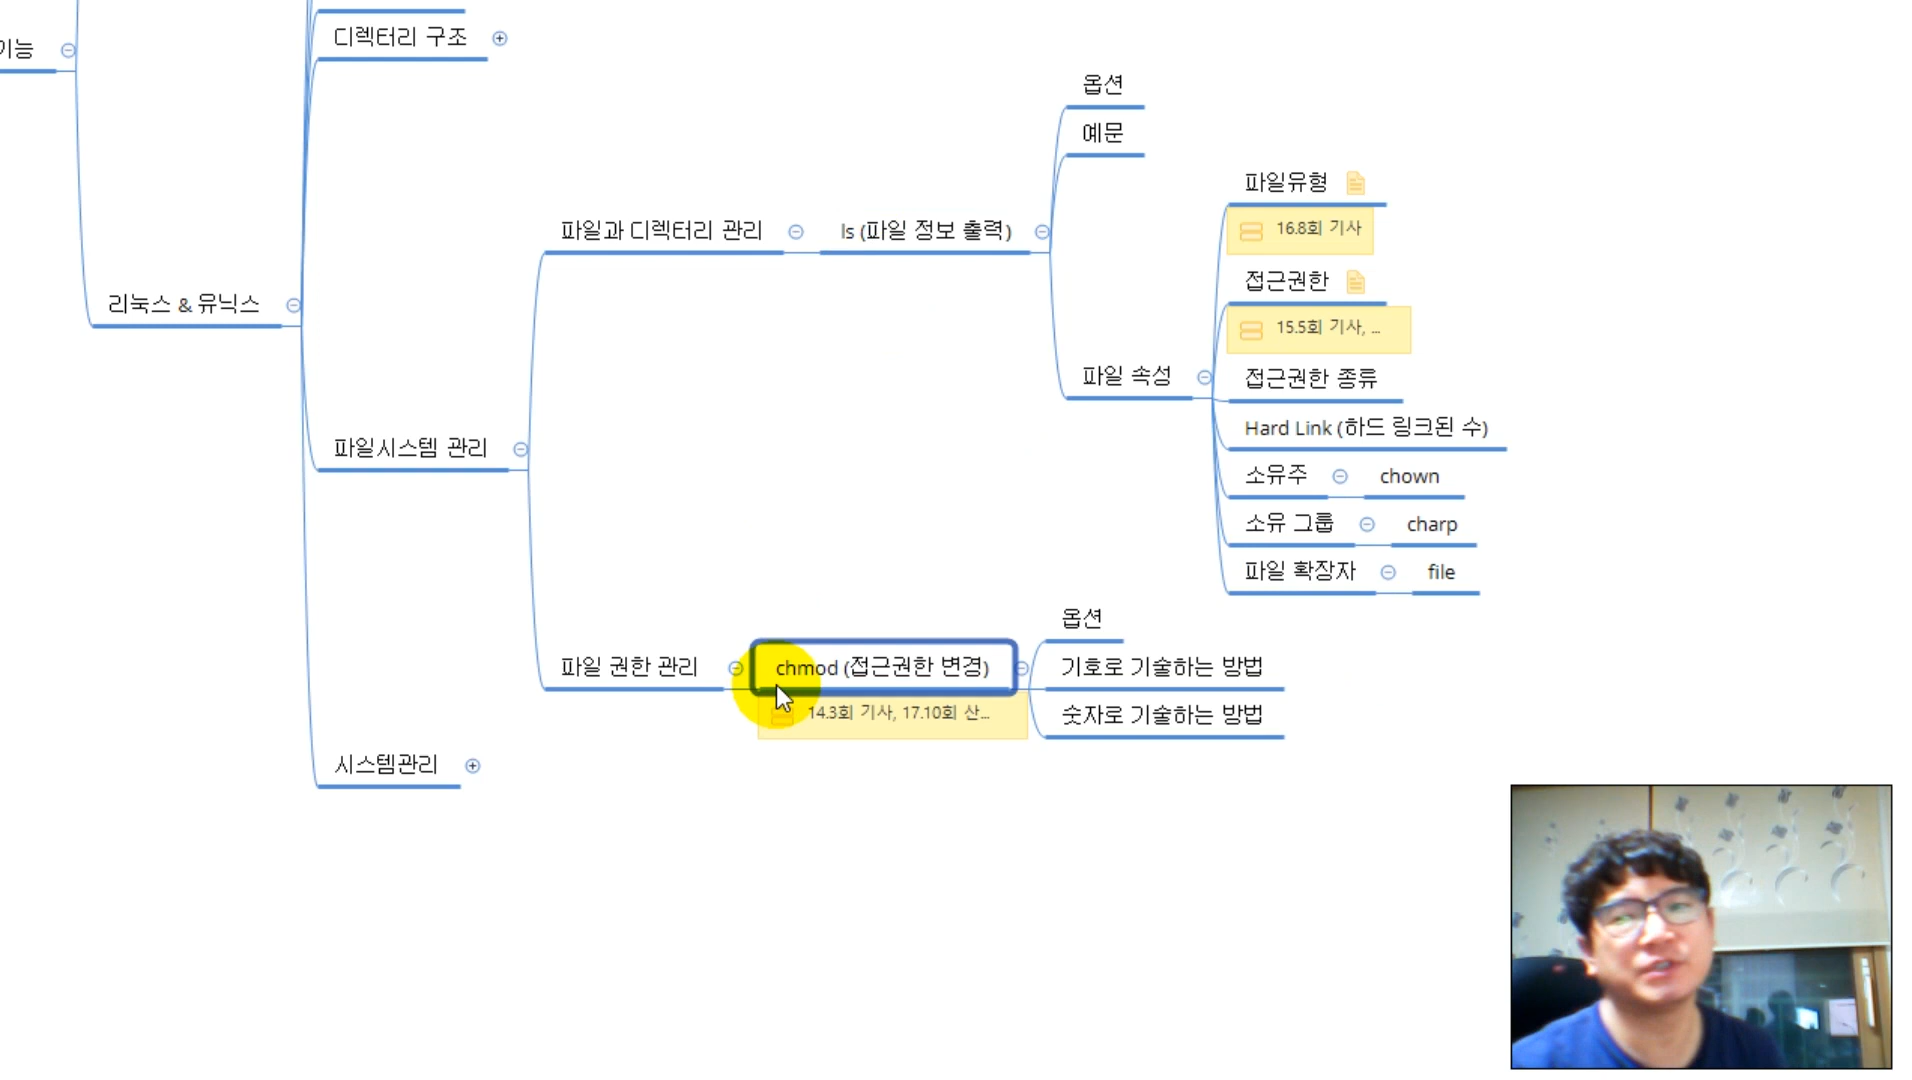 기능
디렉터리 구조
옵션
예문
파일유형
16.8회 기사
파일과 디렉터리 관리
ls (파일 정보 출력)
접근권한
15.5회 기사, ...
리눅스 & 유닉스
파일 속성
접근권한 종류
Hard Link (하드 링크된 수)
파일시스템 관리
소유주
chown
소유 그룹
charp
파일 확장자
file
옵션
파일 권한 관리
chmod (접근권한 변경)
기호로 기술하는 방법
14.3회 기사, 17.10회 산...
숫자로 기술하는 방법
시스템관리